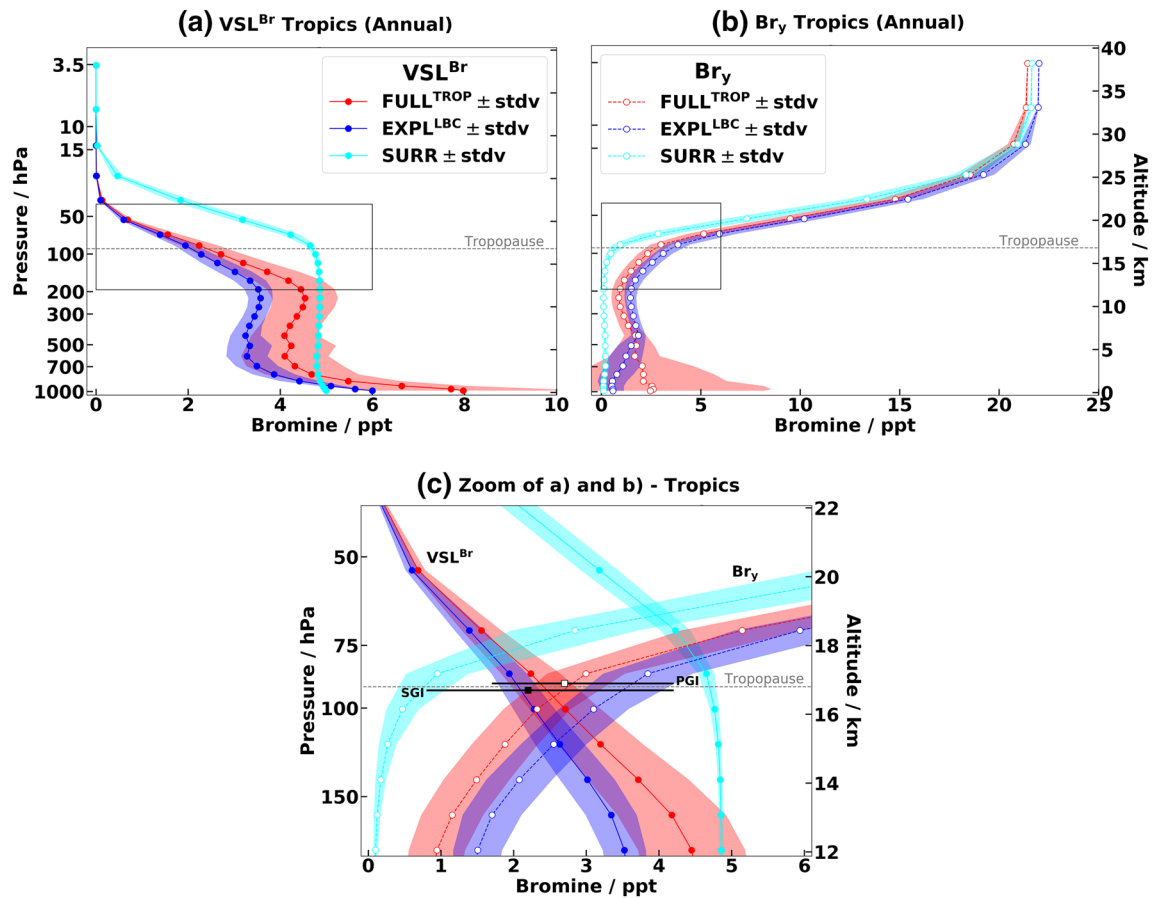 (a) VSL^Br Tropics (Annual)
3.5
10
15
50
100
200
300
500
700
1000
Pressure / hPa
VSL^Br
FULL^TROP ± stdv
EXPL^LBC ± stdv
SURR ± stdv
Tropopause
0 2 4 6 8 10
Bromine / ppt
(b) Br_y Tropics (Annual)
Br_y
FULL^TROP ± stdv
EXPL^LBC ± stdv
SURR ± stdv
Tropopause
40
35
30
25
20
15
10
5
0
Altitude / km
0 5 10 15 20 25
Bromine / ppt
(c) Zoom of a) and b) - Tropics
50
75
100
150
Pressure / hPa
VSL^Br
Br_y
Tropopause
PGI
SGI
22
20
18
16
14
12
Altitude / km
0 1 2 3 4 5 6
Bromine / ppt